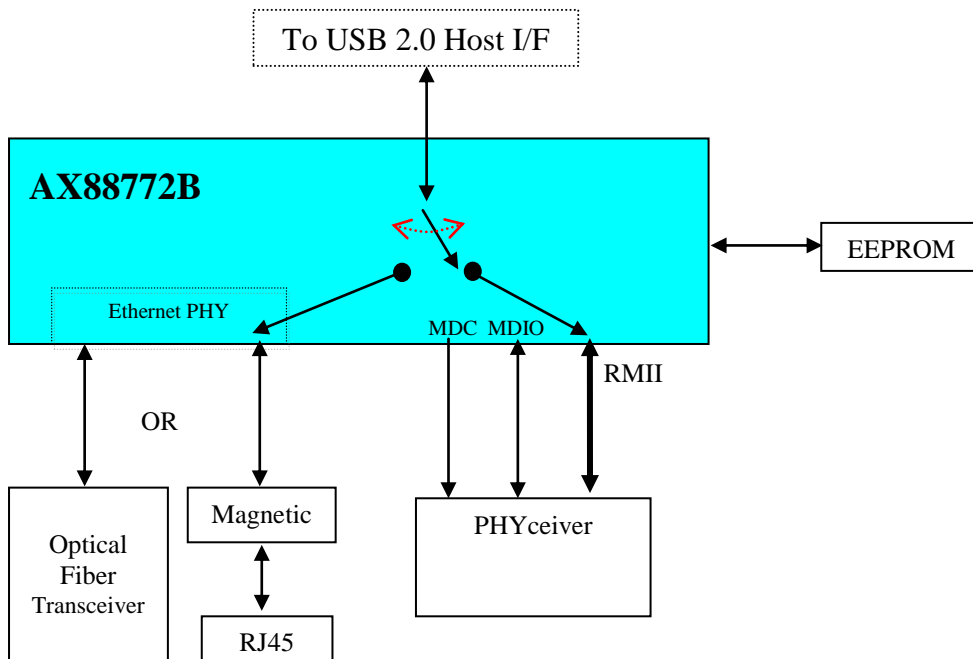 To USB 2.0 Host I/F
AX88772B
EEPROM
Ethernet PHY
MDC MDIO
RMII
OR
Magnetic
PHYceiver
Optical
Fiber
Transceiver
RJ45